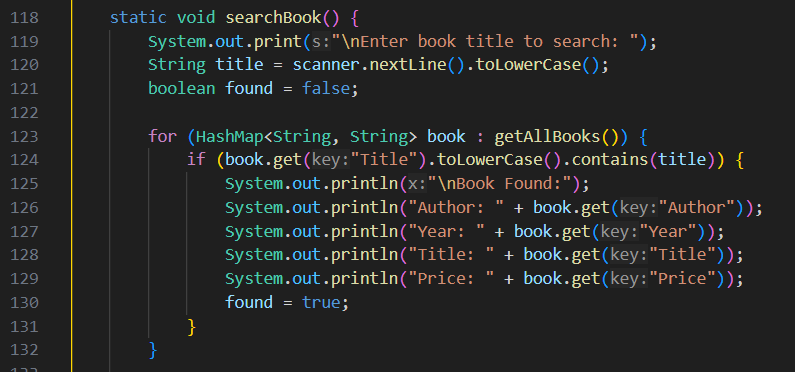 118 static void searchBook() {
119 System.out.print(s:"\nEnter book title to search: ");
120 String title = scanner.nextLine().toLowerCase();
121 boolean found = false;
122
123 for (HashMap<String, String> book : getAllBooks()) {
124 if (book.get(key:"Title").toLowerCase().contains(title)) {
125 System.out.println(x:"\nBook Found:");
126 System.out.println("Author: " + book.get(key:"Author"));
127 System.out.println("Year: " + book.get(key:"Year"));
128 System.out.println("Title: " + book.get(key:"Title"));
129 System.out.println("Price: " + book.get(key:"Price"));
130 found = true;
131 }
132 }